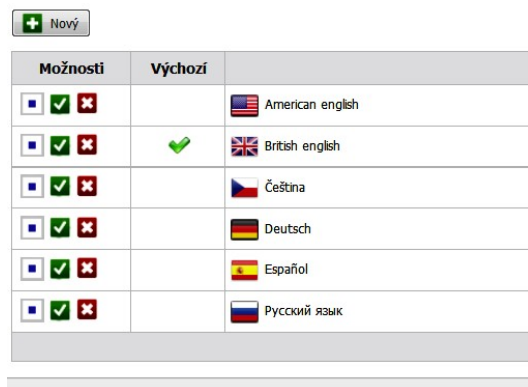 Nový
Možnosti Výchozí
American english
British english
Čeština
Deutsch
Español
Русский язык